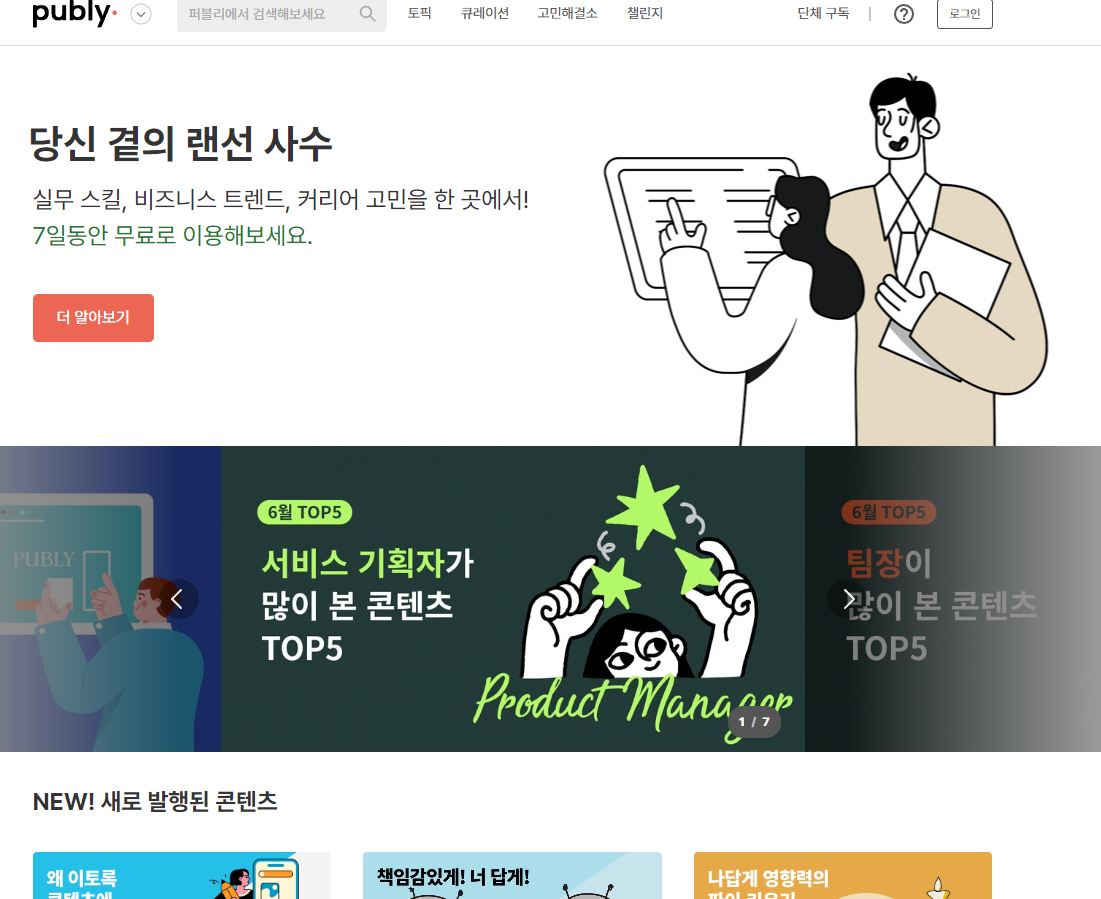 publy
퍼블리에서 검색해보세요
토픽
큐레이션
고민해결소
챌린지
단체 구독
|
?
로그인
당신 곁의 랜선 사수
실무 스킬, 비즈니스 트렌드, 커리어 고민을 한 곳에서!
7일동안 무료로 이용해보세요.
더 알아보기
PUBLY
6월 TOP5
서비스 기획자가
많이 본 콘텐츠
TOP5
Product Manager
1 / 7
6월 TOP5
팀장이
많이 본 콘텐츠
TOP5
NEW! 새로 발행된 콘텐츠
왜 이토록
콘텐츠에
책임감있게! 너 답게!
나답게 영향력의